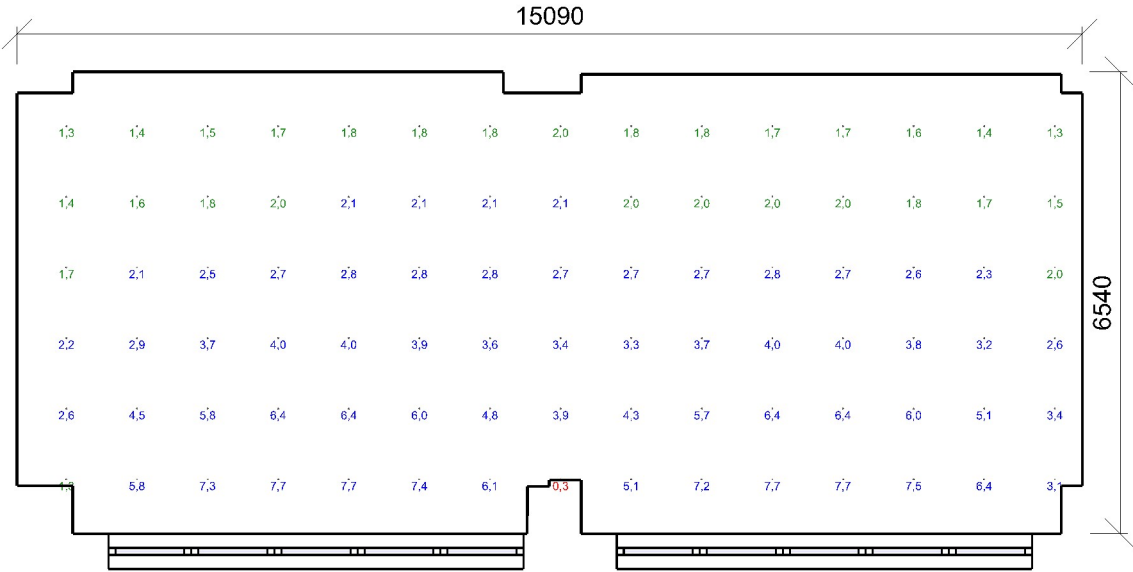 15090
1,3 1,4 1,5 1,7 1,8 1,8 1,8 2,0 1,8 1,8 1,7 1,7 1,6 1,4 1,3
1,4 1,6 1,8 2,0 2,1 2,1 2,1 2,1 2,0 2,0 2,0 2,0 1,8 1,7 1,5
1,7 2,1 2,5 2,7 2,8 2,8 2,8 2,7 2,7 2,7 2,8 2,7 2,6 2,3 2,0
6540
2,2 2,9 3,7 4,0 4,0 3,9 3,6 3,4 3,3 3,7 4,0 4,0 3,8 3,2 2,6
2,6 4,5 5,8 6,4 6,4 6,0 4,8 3,9 4,3 5,7 6,4 6,4 6,0 5,1 3,4
5,8 7,3 7,7 7,7 7,4 6,1 0,3 5,1 7,2 7,7 7,7 7,5 6,4